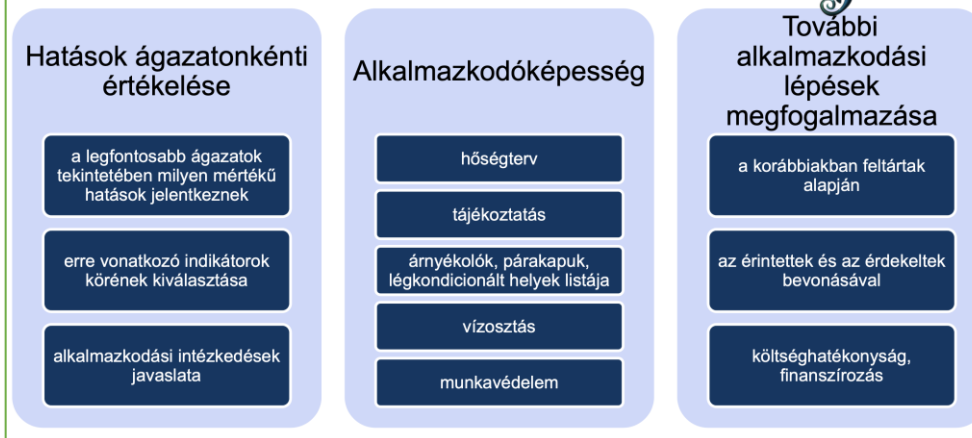 Hatások ágazatonkénti
értékelése
a legfontosabb ágazatok
tekintetében milyen mértékű
hatások jelentkeznek
erre vonatkozó indikátorok
körének kiválasztása
alkalmazkodási intézkedések
javaslata
Alkalmazkodóképesség
hőségterv
tájékoztatás
árnyékolók, párakapuk,
légkondicionált helyek listája
vízosztás
munkavédelem
További
alkalmazkodási
lépések
megfogalmazása
a korábbiakban feltártak
alapján
az érintettek és az érdekeltek
bevonásával
költséghatékonyság,
finanszírozás